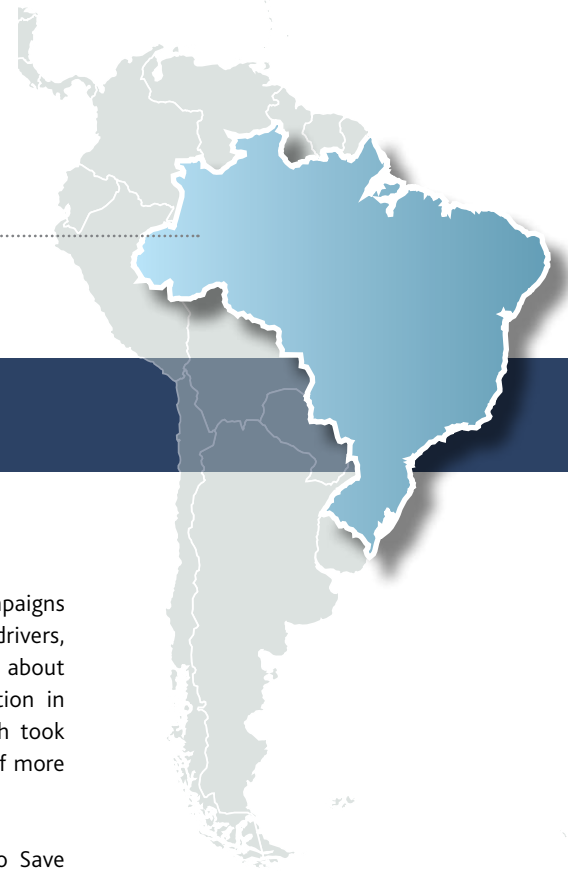 paigns
drivers,
about
tion in
h took
f more
o Save